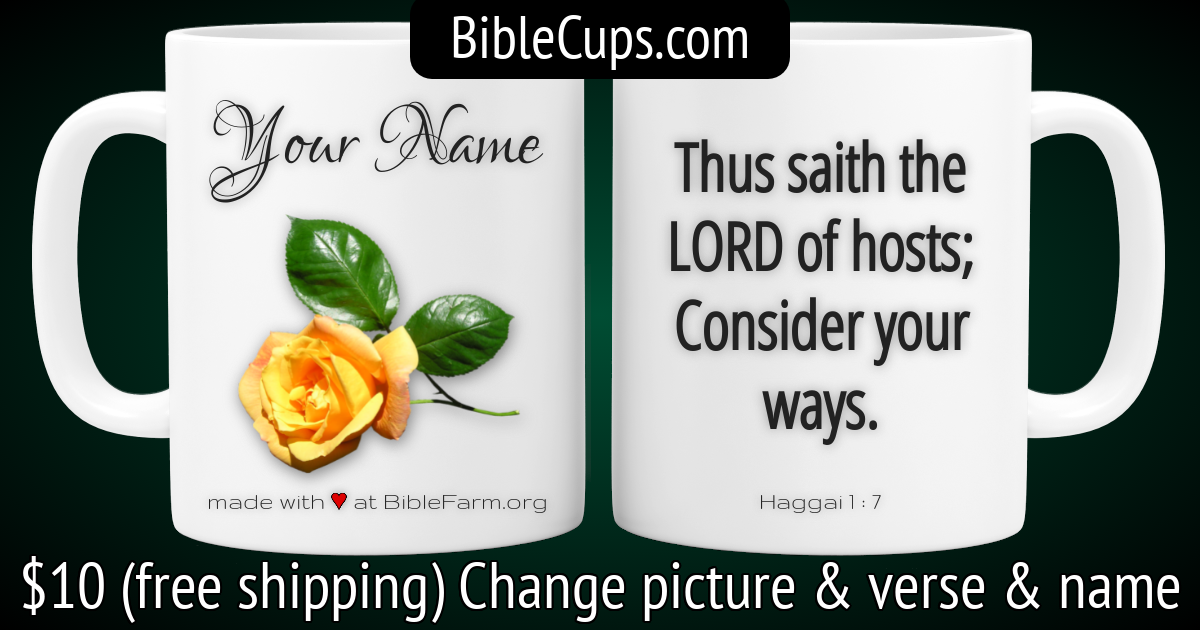 BibleCups.com
Your Name
made with ♥ at BibleFarm.org
Thus saith the
LORD of hosts;
Consider your
ways.
Haggai 1 : 7
$10 (free shipping) Change picture & verse & name